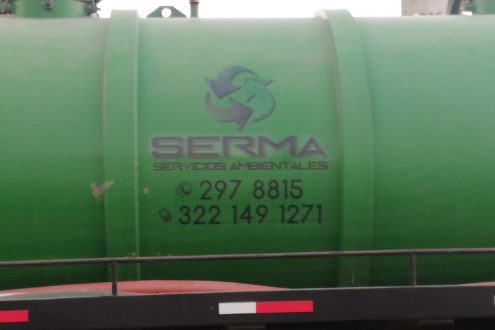 SERMA
SERVICIOS AMBIENTALES
297 8815
322 149 1271